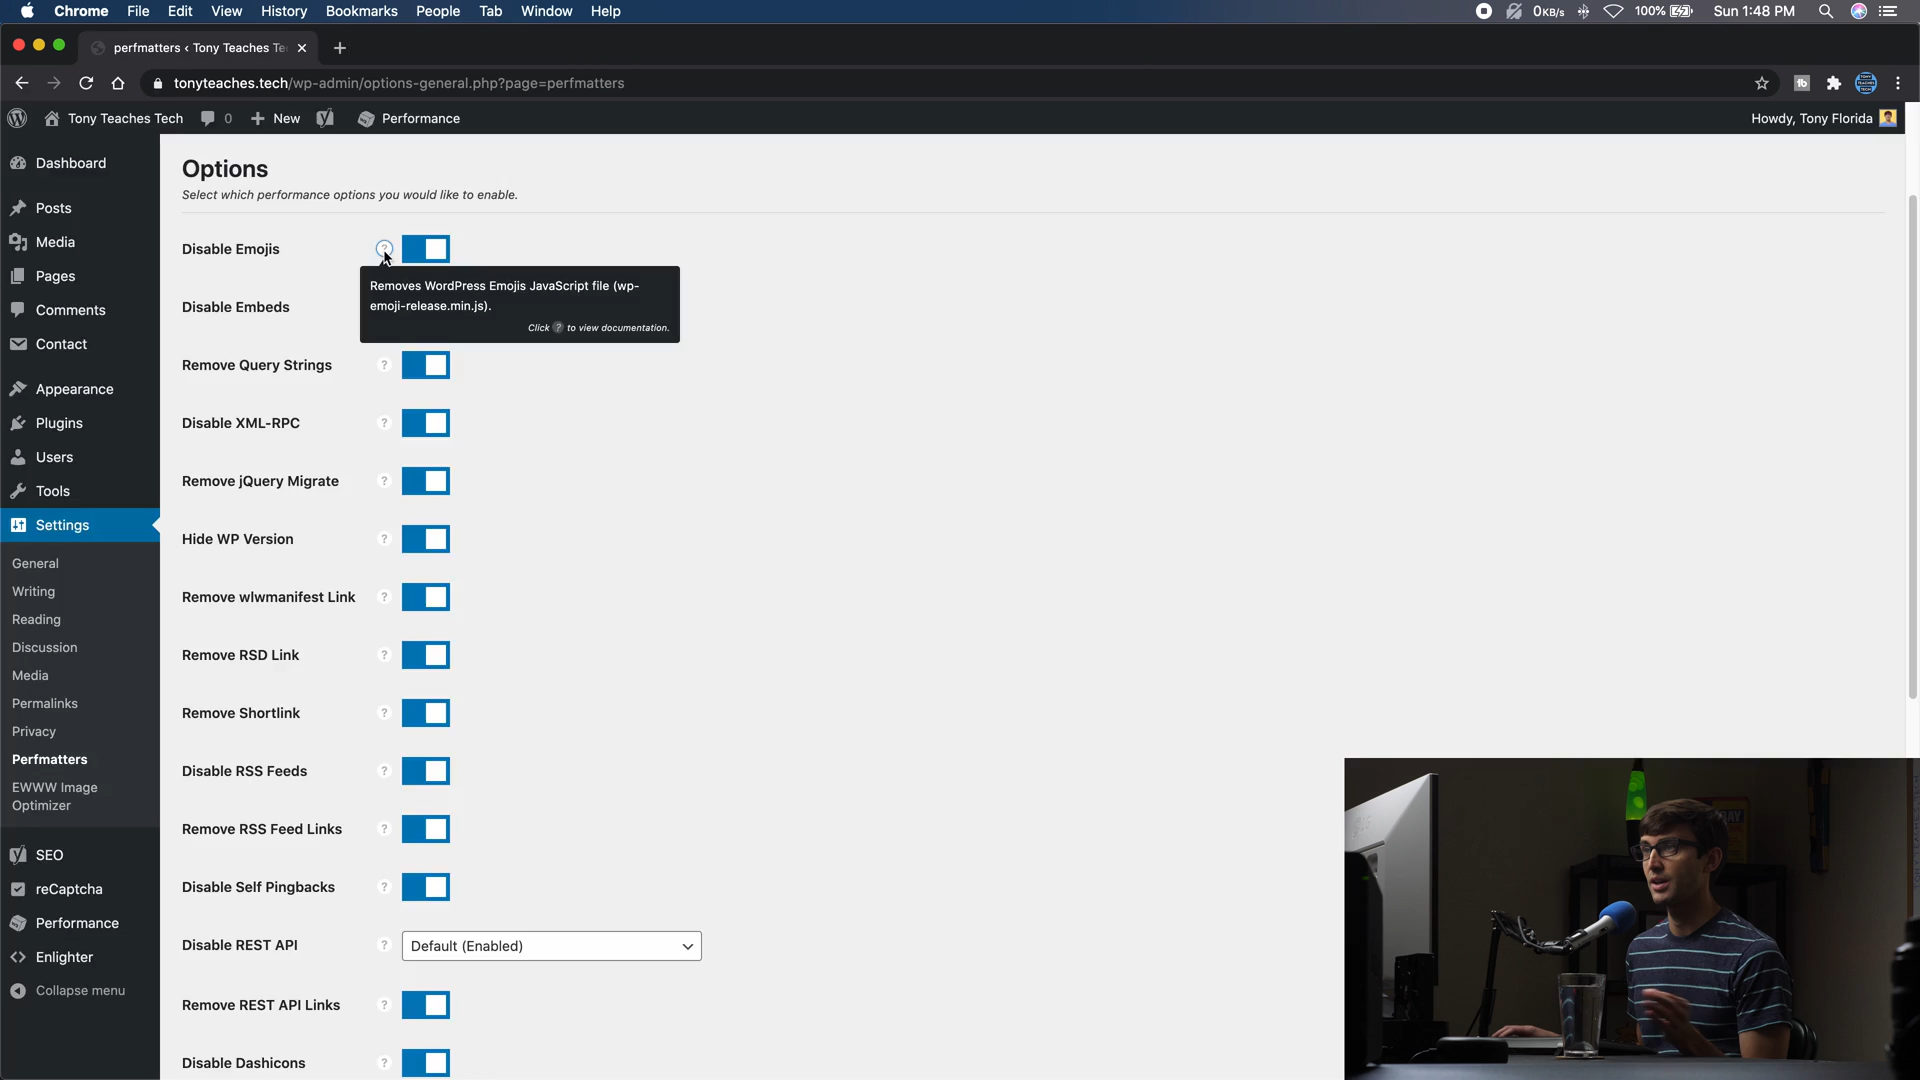 Chrome File Edit View History Bookmarks People Tab Window Help
0KB/s 100% Sun 1:48 PM
perfmatters ‹ Tony Teaches Te
tonyteaches.tech/wp-admin/options-general.php?page=perfmatters
Tony Teaches Tech 0 New Performance
Howdy, Tony Florida
Dashboard
Posts
Media
Pages
Comments
Contact
Appearance
Plugins
Users
Tools
Settings
General
Writing
Reading
Discussion
Media
Permalinks
Privacy
Perfmatters
EWWW Image
Optimizer
SEO
reCaptcha
Performance
Enlighter
Collapse menu
Options
Select which performance options you would like to enable.
Disable Emojis ?
Removes WordPress Emojis JavaScript file (wp-
emoji-release.min.js).
Click ? to view documentation.
Disable Embeds
Remove Query Strings ?
Disable XML-RPC ?
Remove jQuery Migrate ?
Hide WP Version ?
Remove wlwmanifest Link ?
Remove RSD Link ?
Remove Shortlink ?
Disable RSS Feeds ?
Remove RSS Feed Links ?
Disable Self Pingbacks ?
Disable REST API ? Default (Enabled)
Remove REST API Links ?
Disable Dashicons ?